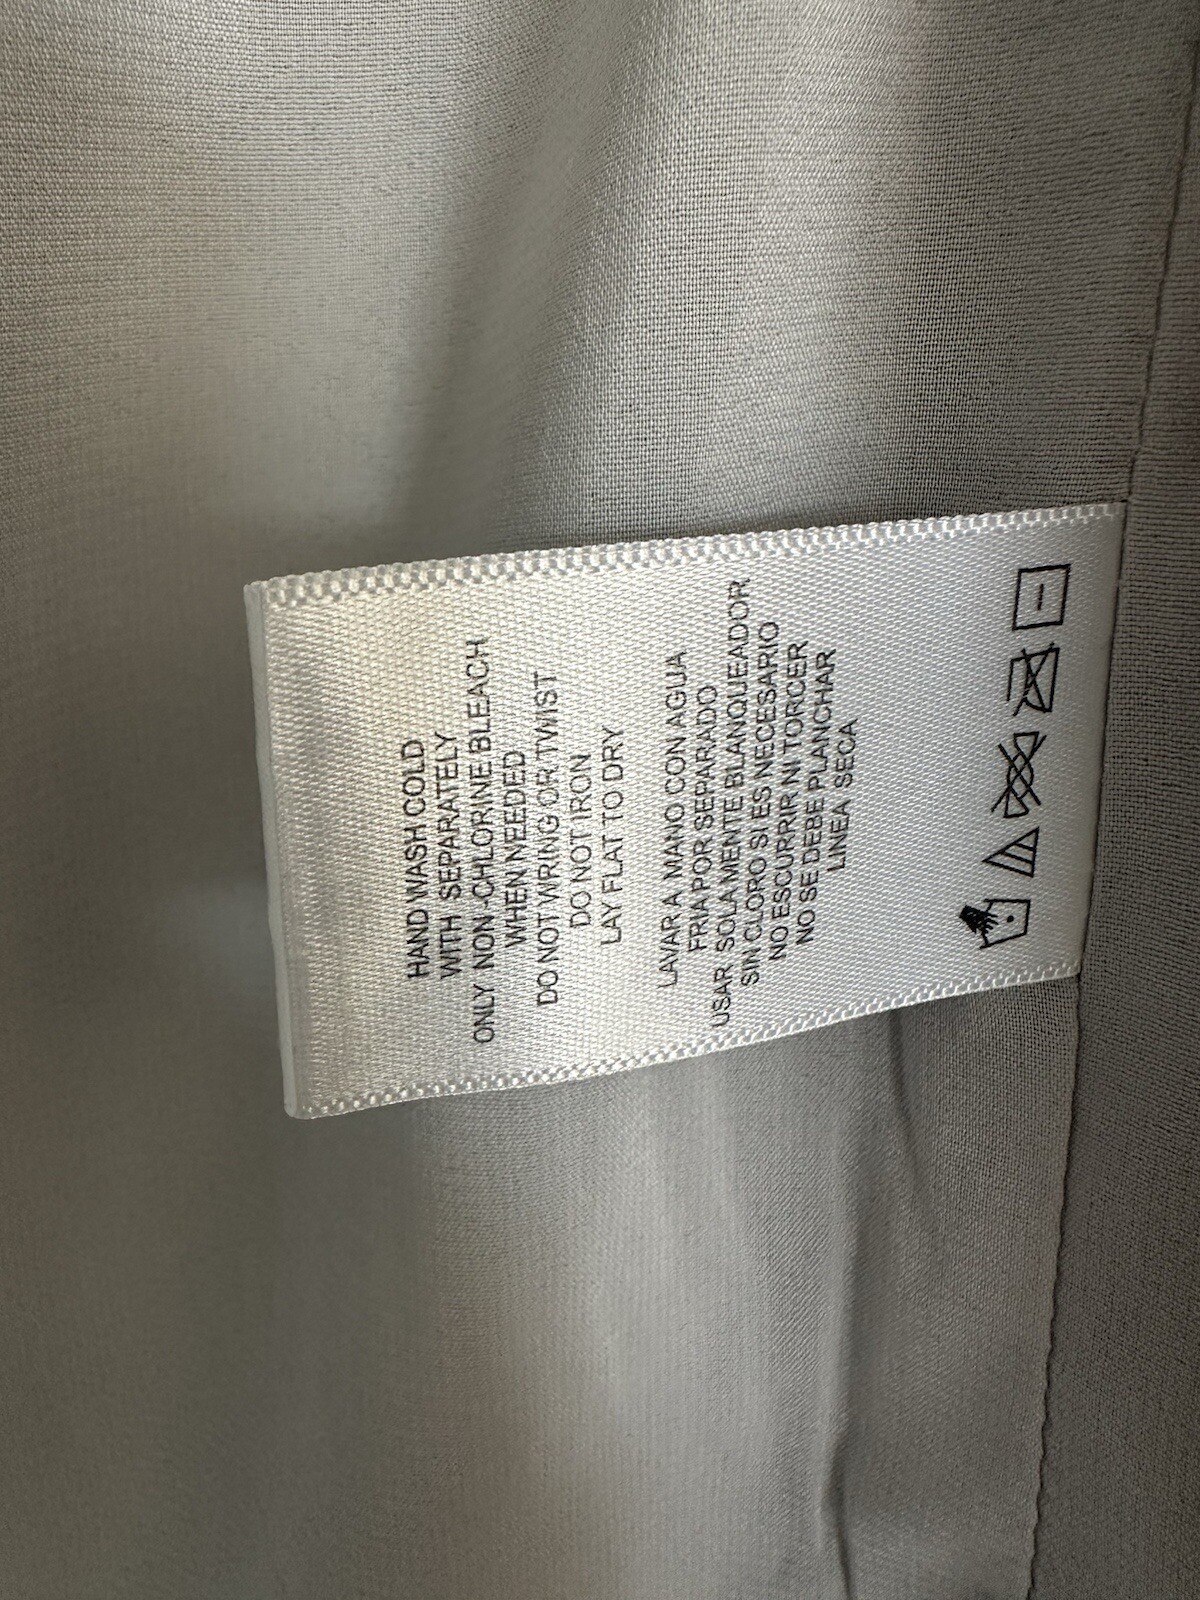 HAND WASH COLD
WITH SEPARATELY
ONLY NON-CHLORINE BLEACH
WHEN NEEDED
DO NOT WRING OR TWIST
DO NOT IRON
LAY FLAT TO DRY
LAVAR A MANO CON AGUA
FRIA POR SEPARADO
USAR SOLAMENTE BLANQUEADOR
SIN CLORO SI ES NECESARIO
NO ESCURRIR NI TORCER
NO SE DEBE PLANCHAR
LINEA SECA